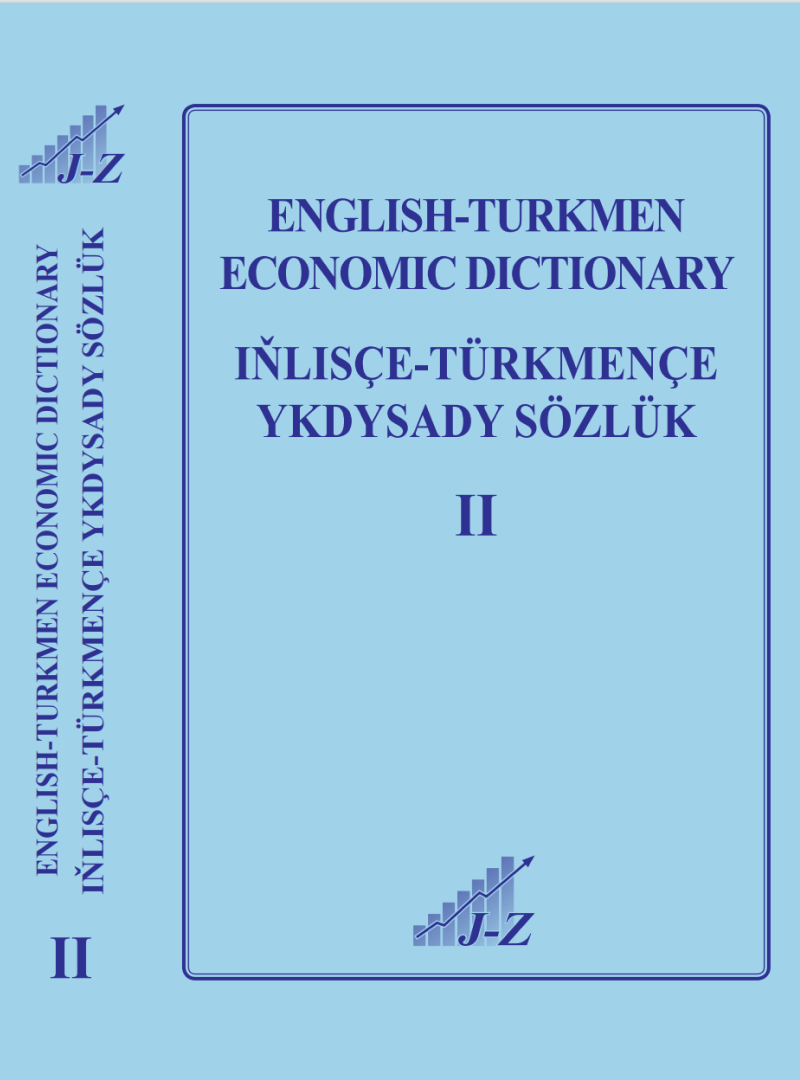 J-Z
ENGLISH-TURKMEN ECONOMIC DICTIONARY
IŇLISÇE-TÜRKMENÇE YKDYSADY SÖZLÜK
II
ENGLISH-TURKMEN
ECONOMIC DICTIONARY
IŇLISÇE-TÜRKMENÇE
YKDYSADY SÖZLÜK
II
J-Z